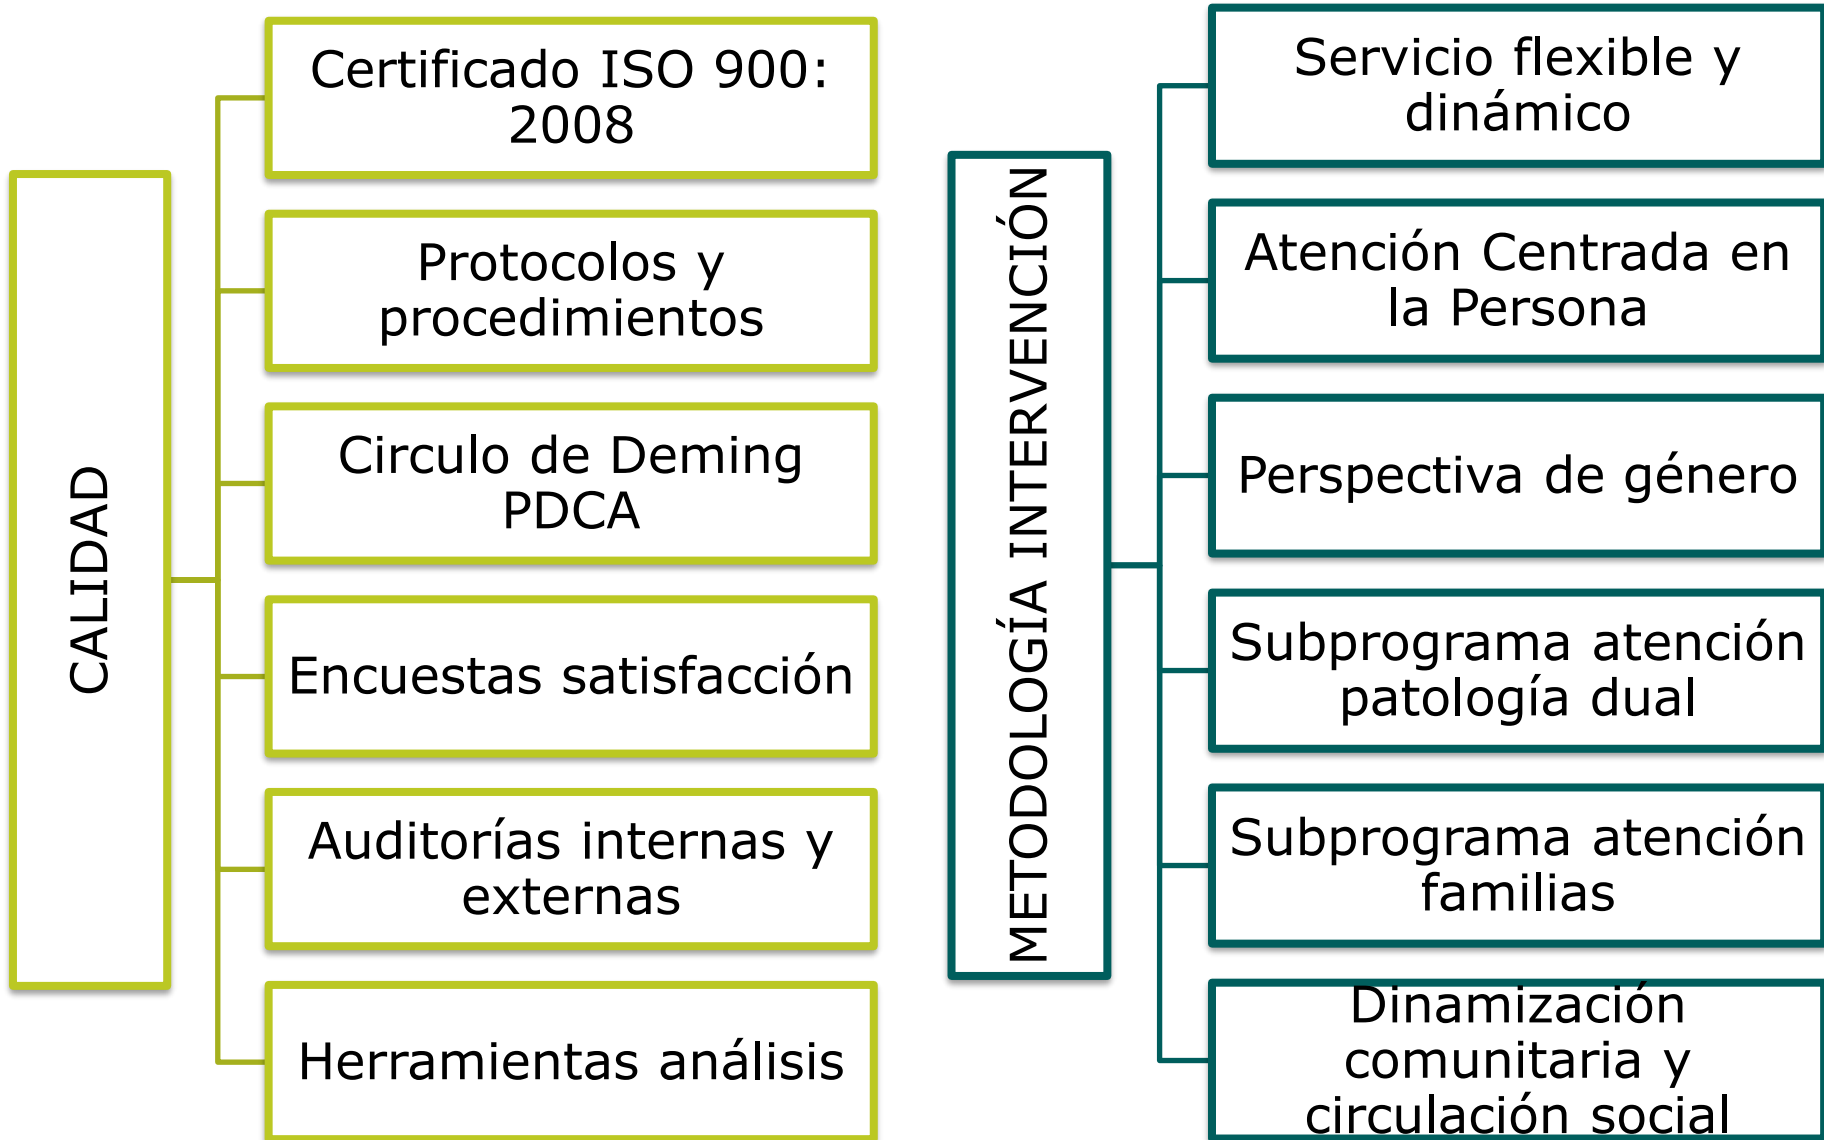 CALIDAD
Certificado ISO 900:
2008
Protocolos y
procedimientos
Circulo de Deming
PDCA
Encuestas satisfacción
Auditorías internas y
externas
Herramientas análisis
METODOLOGÍA INTERVENCIÓN
Servicio flexible y
dinámico
Atención Centrada en
la Persona
Perspectiva de género
Subprograma atención
patología dual
Subprograma atención
familias
Dinamización
comunitaria y
circulación social